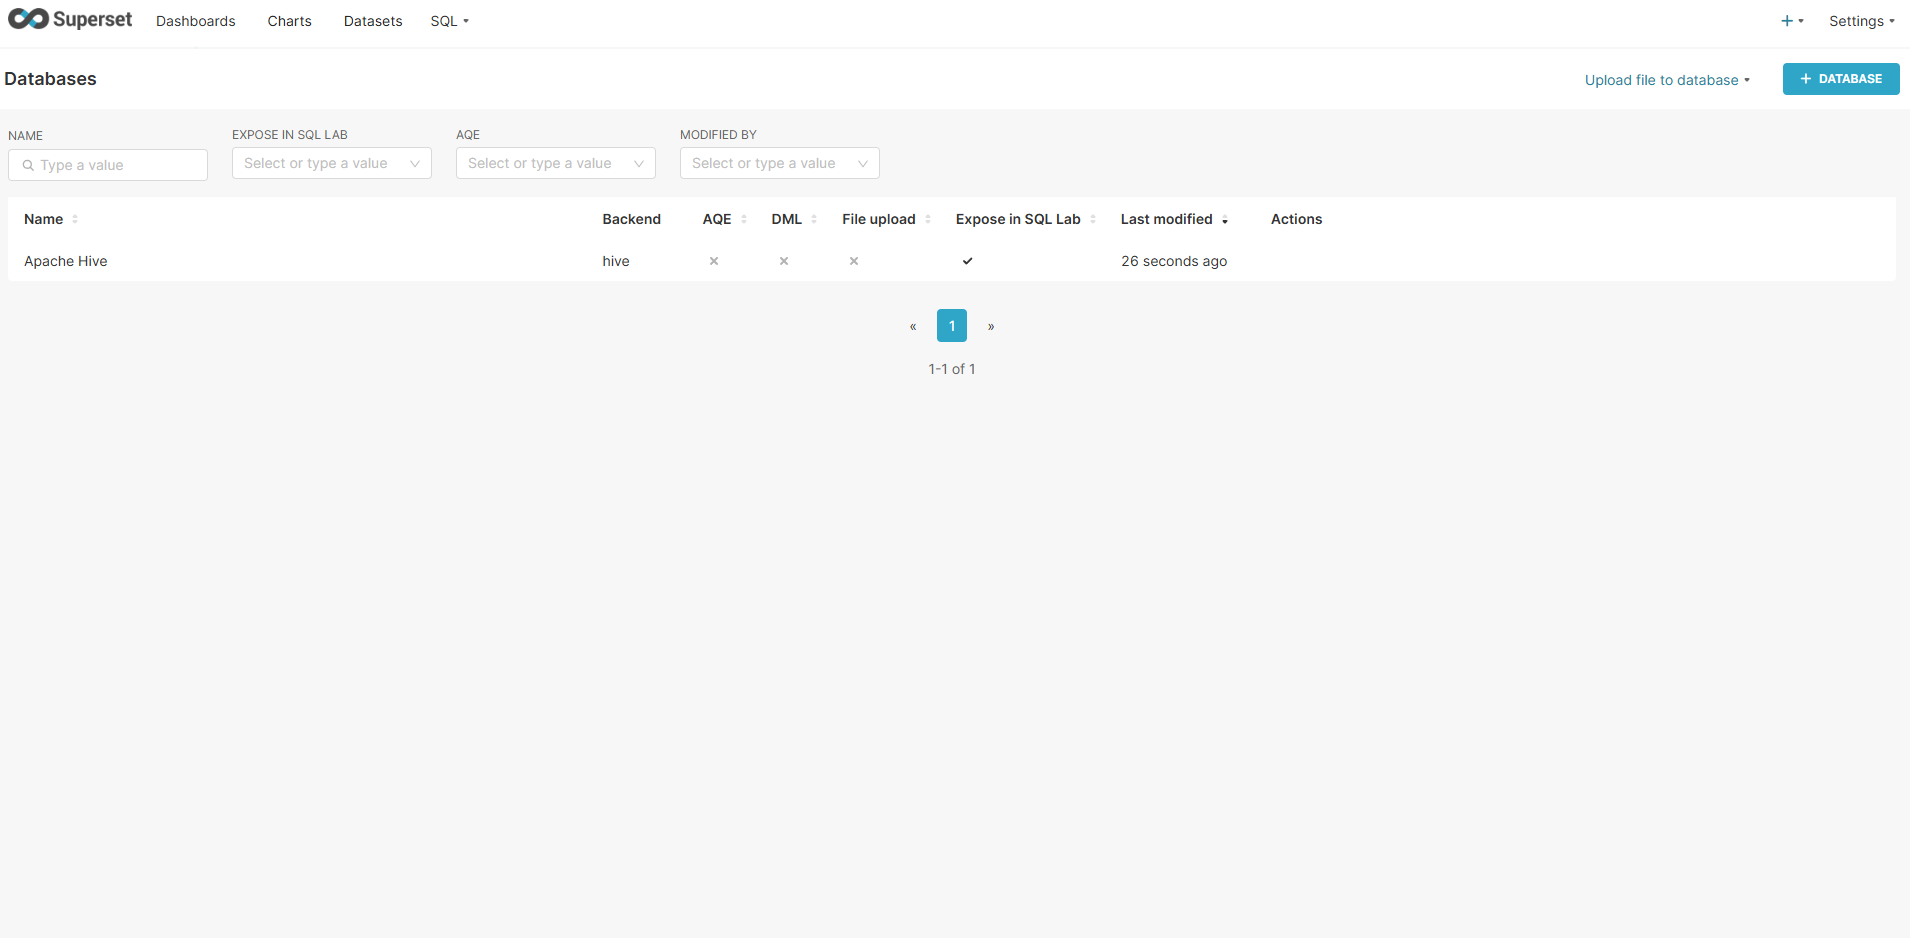 Superset Dashboards Charts Datasets SQL + Settings
Databases Upload file to database + DATABASE
NAME EXPOSE IN SQL LAB AQE MODIFIED BY
Type a value Select or type a value Select or type a value Select or type a value
Name Backend AQE DML File upload Expose in SQL Lab Last modified Actions
Apache Hive hive 26 seconds ago
« 1 »
1-1 of 1